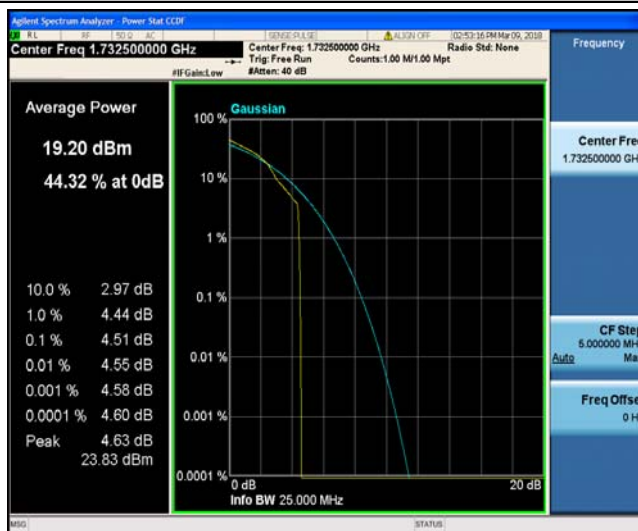 Agilent Spectrum Analyzer - Power Stat CCDF
RL RF 50 Ω AC SENSE:PULSE ALIGN OFF 02:53:16 PM Mar 09, 2018
Center Freq 1.732500000 GHz
Center Freq: 1.732500000 GHz Radio Std: None
Trig: Free Run Counts:1.00 M/1.00 Mpt
#IFGain:Low #Atten: 40 dB
Frequency
Average Power
19.20 dBm
44.32 % at 0dB
10.0 % 2.97 dB
1.0 % 4.44 dB
0.1 % 4.51 dB
0.01 % 4.55 dB
0.001 % 4.58 dB
0.0001 % 4.60 dB
Peak 4.63 dB
23.83 dBm
Gaussian
100 %
10 %
1 %
0.1 %
0.01 %
0.001 %
0.0001 %
0 dB 20 dB
Info BW 25.000 MHz
Center Fre
1.732500000 GH
CF Step
5.000000 MH
Auto Ma
Freq Offse
0 H
MSG STATUS